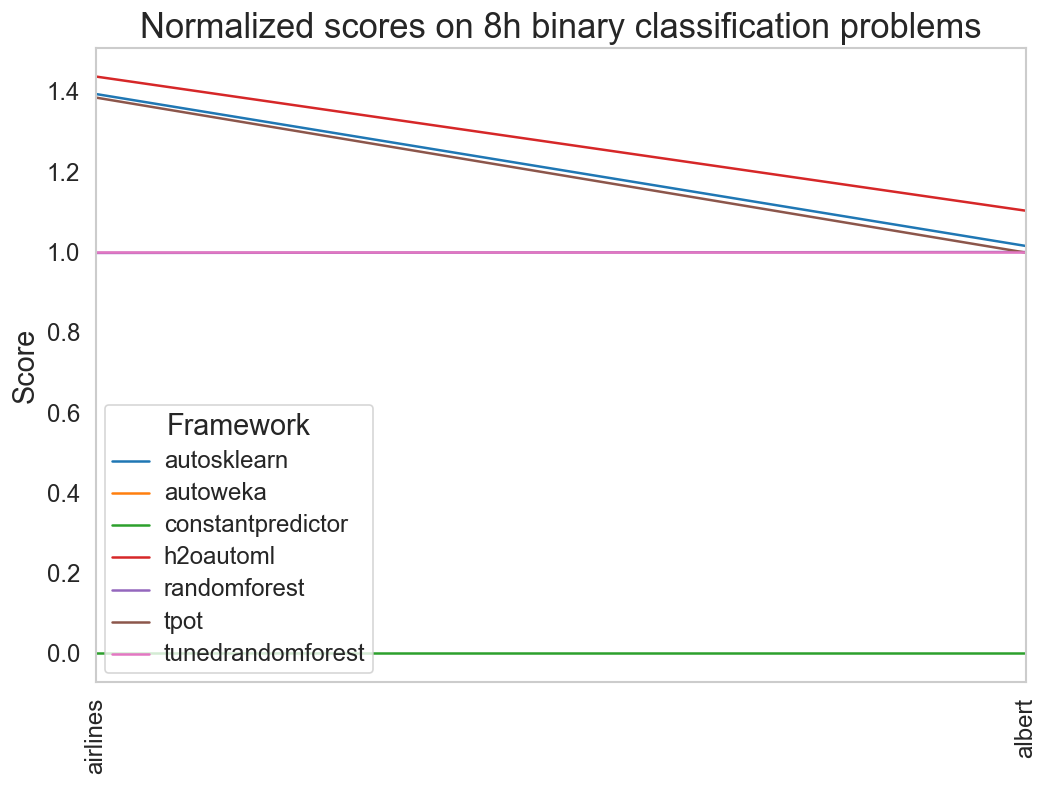 Normalized scores on 8h binary classification problems
Score
1.4
1.2
1.0
0.8
0.6
0.4
0.2
0.0
Framework
autosklearn
autoweka
constantpredictor
h2oautoml
randomforest
tpot
tunedrandomforest
airlines
albert